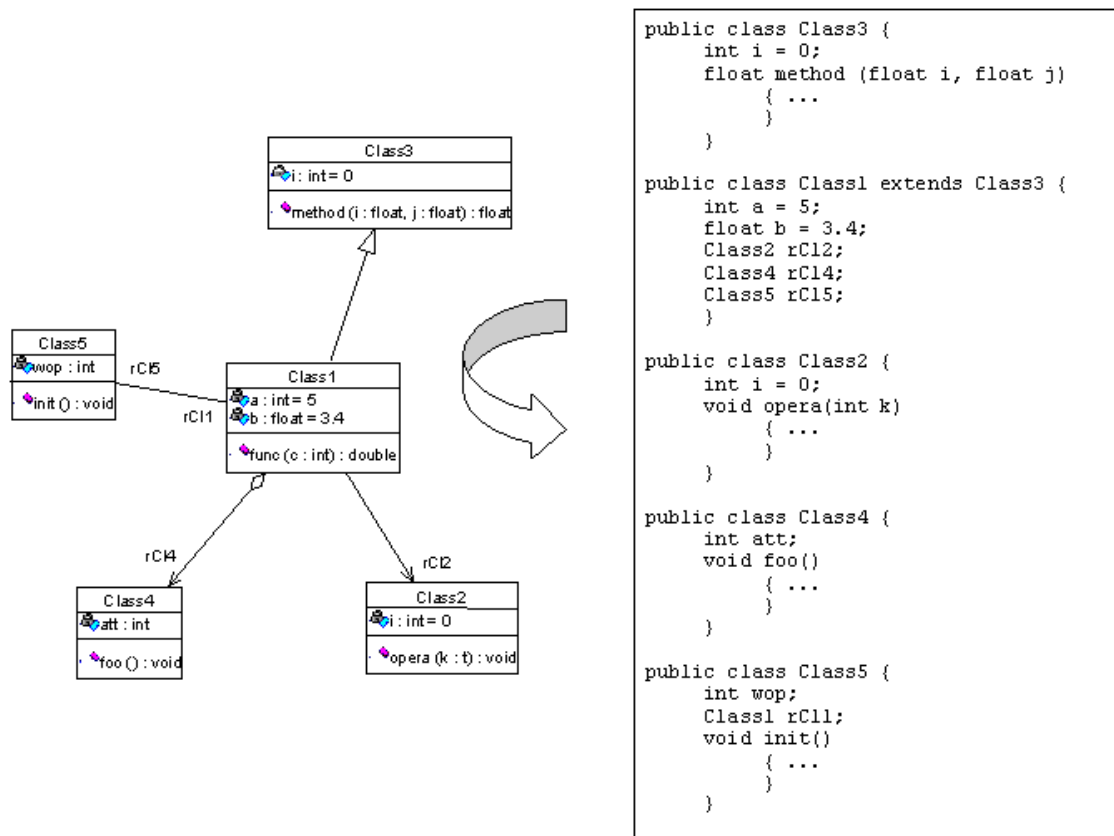 Class3
i : int = 0
method (i : float, j : float) : float
Class5
wop : int
init () : void
rCl5
rCl1
Class1
a : int = 5
b : float = 3.4
func (c : int) : double
rCl4
rCl2
Class4
att : int
foo () : void
Class2
i : int = 0
opera (k : t) : void
public class Class3 {
int i = 0;
float method (float i, float j)
{ ...
}
}
public class Class1 extends Class3 {
int a = 5;
float b = 3.4;
Class2 rCl2;
Class4 rCl4;
Class5 rCl5;
}
public class Class2 {
int i = 0;
void opera(int k)
{ ...
}
}
public class Class4 {
int att;
void foo()
{ ...
}
}
public class Class5 {
int wop;
Class1 rCl1;
void init()
{ ...
}
}